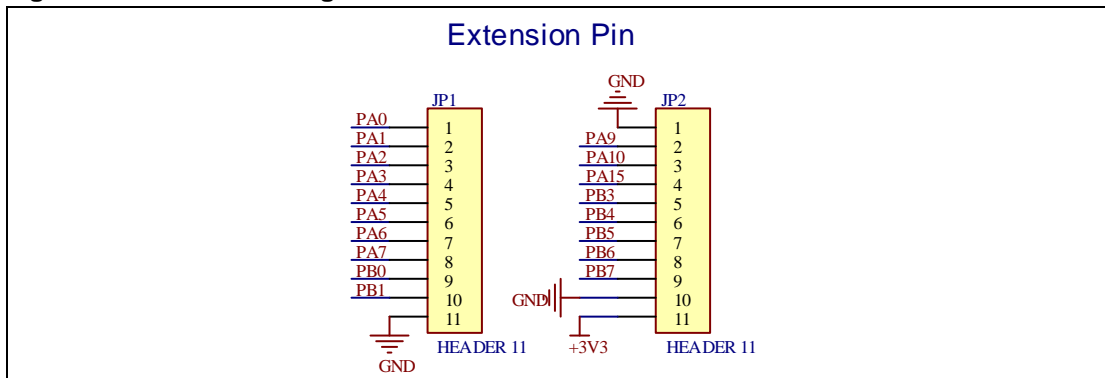 Extension Pin
JP1
PA0 1
PA1 2
PA2 3
PA3 4
PA4 5
PA5 6
PA6 7
PA7 8
PB0 9
PB1 10
11
GND
HEADER 11
GND
JP2
1
PA9 2
PA10 3
PA15 4
PB3 5
PB4 6
PB5 7
PB6 8
PB7 9
GND 10
11
+3V3
HEADER 11